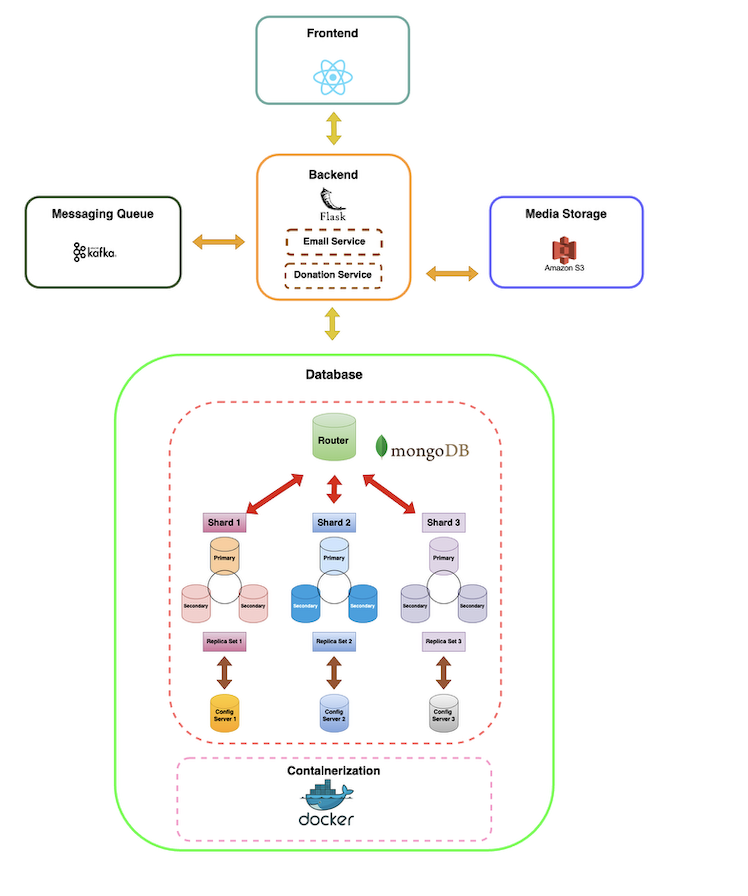 Frontend
Backend
Flask
Email Service
Donation Service
Messaging Queue
kafka
Media Storage
Amazon S3
Database
Router
mongoDB
Shard 1
Shard 2
Shard 3
Primary
Primary
Primary
Secondary
Secondary
Secondary
Secondary
Secondary
Secondary
Replica Set 1
Replica Set 2
Replica Set 3
Config
Server 1
Config
Server 2
Config
Server 3
Containerization
docker